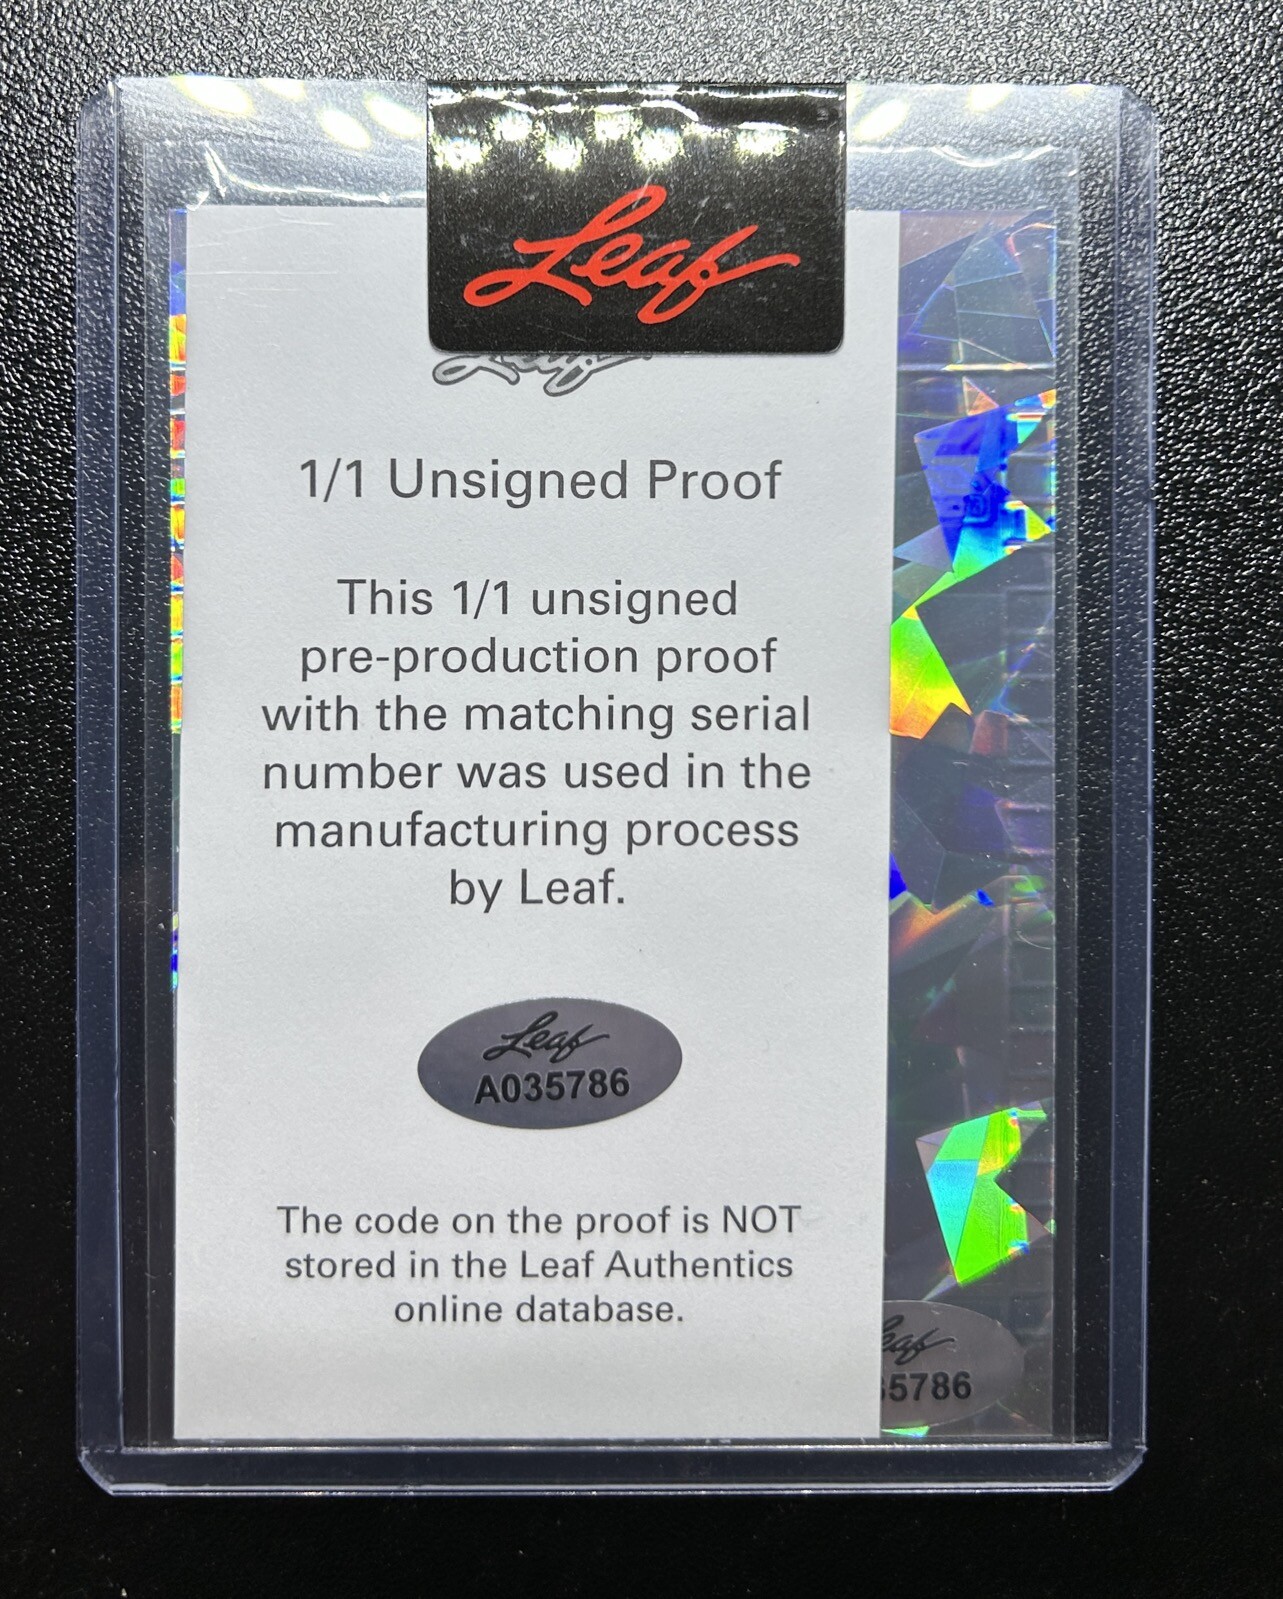 Leaf
1/1 Unsigned Proof
This 1/1 unsigned
pre-production proof
with the matching serial
number was used in the
manufacturing process
by Leaf.
Leaf
A035786
The code on the proof is NOT
stored in the Leaf Authentics
online database.
eaf
5786